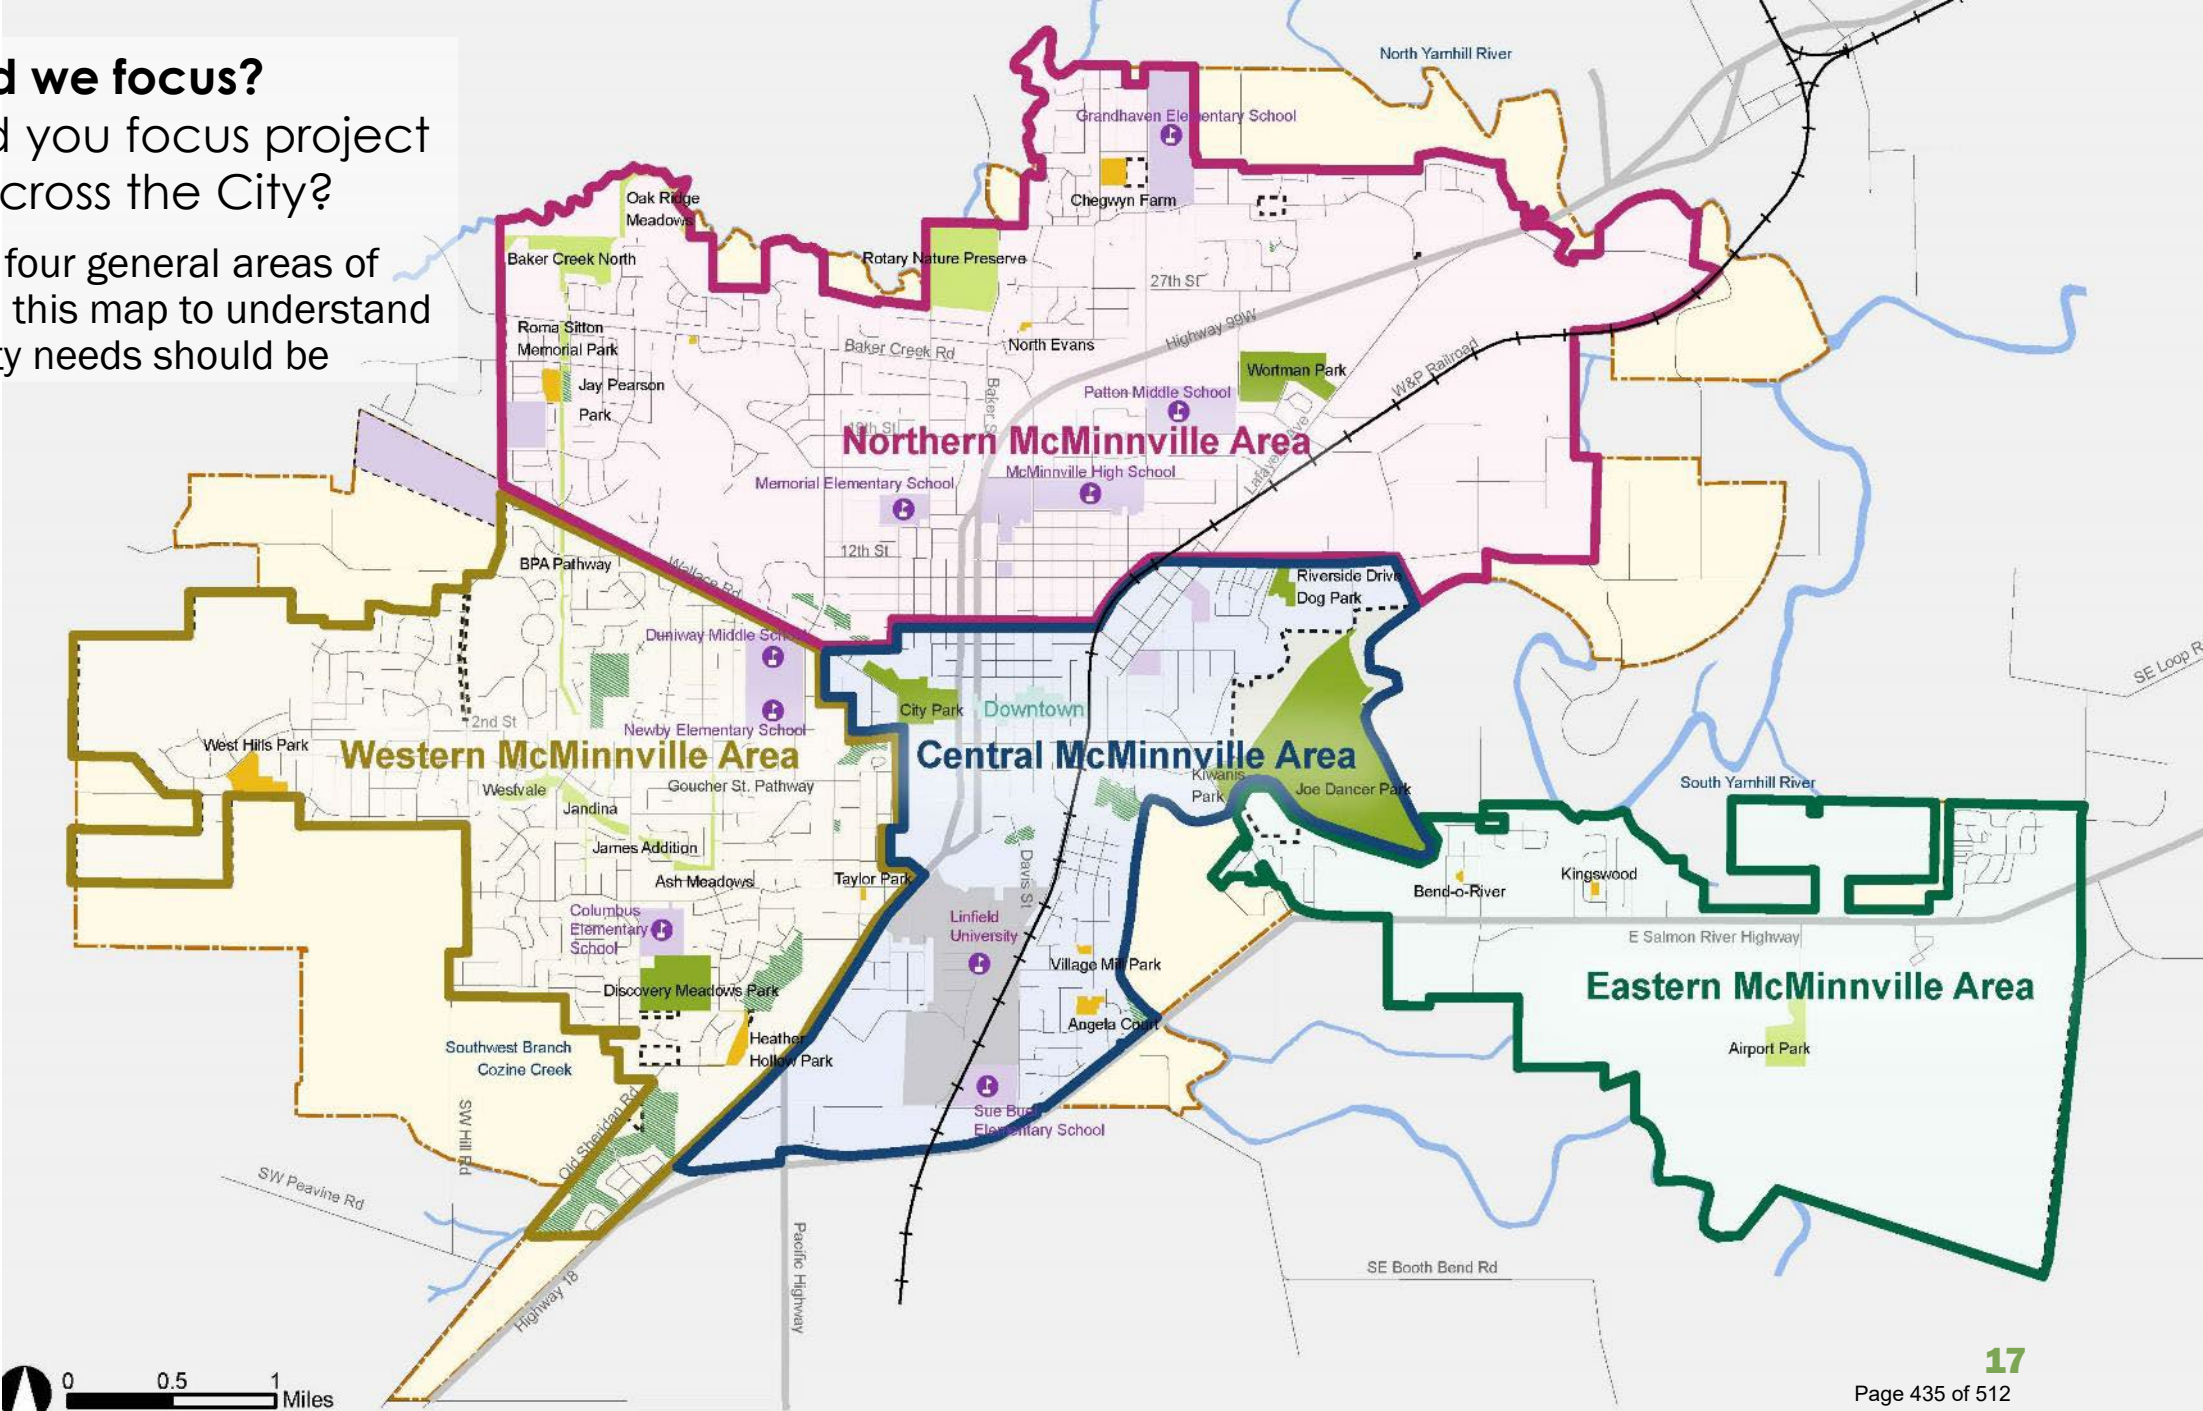 d we focus?
d you focus project
cross the City?
four general areas of
this map to understand
ty needs should be
North Yamhill River
Grandhaven Elementary School
Chegwyn Farm
Oak Ridge
Meadows
Baker Creek North
Rotary Nature Preserve
27th St
Roma Sitton
Memorial Park
Baker Creek Rd
North Evans
Highway 99W
Jay Pearson
Park
Baker S
Wortman Park
W&P Railroad
Patton Middle School
19th St
Northern McMinnville Area
Lafayette Ave
Memorial Elementary School
McMinnville High School
12th St
BPA Pathway
Wallace Rd
Riverside Drive
Dog Park
Duniway Middle School
SE Loop R
2nd St
City Park
Downtown
Newby Elementary School
West Hills Park
Western McMinnville Area
Central McMinnville Area
Westvale
Goucher St. Pathway
Kiwanis
Park
Joe Dancer Park
South Yamhill River
Jandina
James Addition
Davis St
Ash Meadows
Taylor Park
Bend-o-River
Kingswood
Columbus
Elementary
School
Linfield
University
E Salmon River Highway
Village Mill Park
Discovery Meadows Park
Eastern McMinnville Area
Angela Court
Heather
Hollow Park
Airport Park
Southwest Branch
Cozine Creek
SW Hill Rd
Old Sheridan Rd
Sue Buel
Elementary School
SW Peavine Rd
Pacific Highway
Highway 18
SE Booth Bend Rd
0 0.5 1
Miles
17
Page 435 of 512